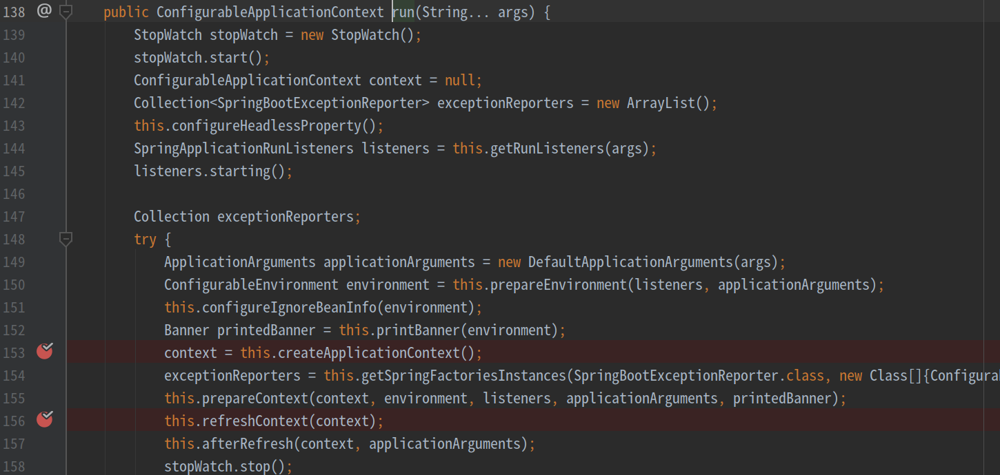 138 @ public ConfigurableApplicationContext run(String... args) {
139 StopWatch stopWatch = new StopWatch();
140 stopWatch.start();
141 ConfigurableApplicationContext context = null;
142 Collection<SpringBootExceptionReporter> exceptionReporters = new ArrayList();
143 this.configureHeadlessProperty();
144 SpringApplicationRunListeners listeners = this.getRunListeners(args);
145 listeners.starting();
146
147 Collection exceptionReporters;
148 try {
149 ApplicationArguments applicationArguments = new DefaultApplicationArguments(args);
150 ConfigurableEnvironment environment = this.prepareEnvironment(listeners, applicationArguments);
151 this.configureIgnoreBeanInfo(environment);
152 Banner printedBanner = this.printBanner(environment);
153 context = this.createApplicationContext();
154 exceptionReporters = this.getSpringFactoriesInstances(SpringBootExceptionReporter.class, new Class[]{Configura
155 this.prepareContext(context, environment, listeners, applicationArguments, printedBanner);
156 this.refreshContext(context);
157 this.afterRefresh(context, applicationArguments);
158 stopWatch.stop();